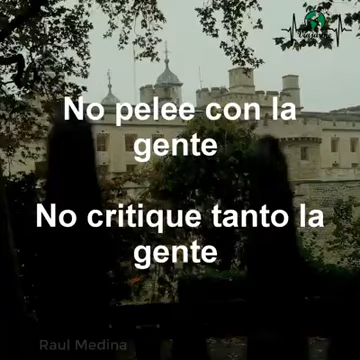 No pelee con la
gente
No critique tanto la
gente
Raul Medina